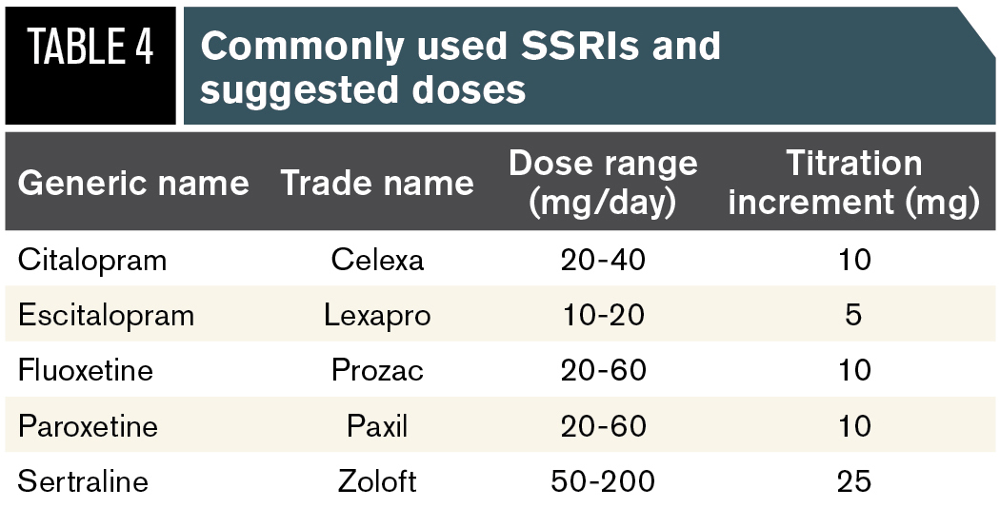 TABLE 4
Commonly used SSRIs and
suggested doses
Generic name Trade name Dose range (mg/day) Titration increment (mg)
Citalopram Celexa 20-40 10
Escitalopram Lexapro 10-20 5
Fluoxetine Prozac 20-60 10
Paroxetine Paxil 20-60 10
Sertraline Zoloft 50-200 25